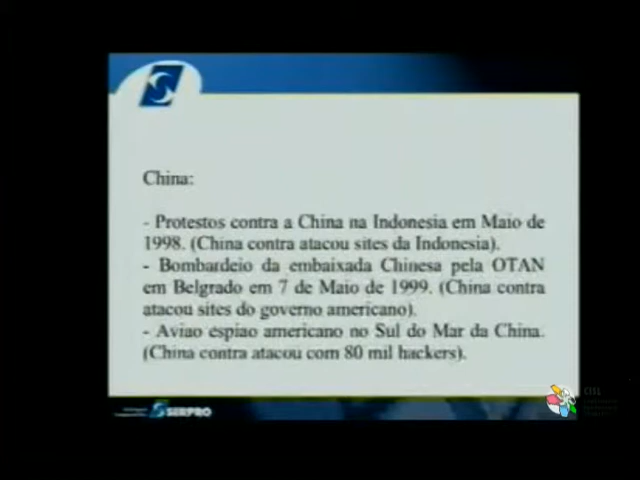 China:
- Protestos contra a China na Indonesia em Maio de
1998. (China contra atacou sites da Indonesia).
- Bombardeio da embaixada Chinesa pela OTAN
em Belgrado em 7 de Maio de 1999. (China contra
atacou sites do governo americano).
- Aviao espiao americano no Sul do Mar da China.
(China contra atacou com 80 mil hackers).
SERPRO